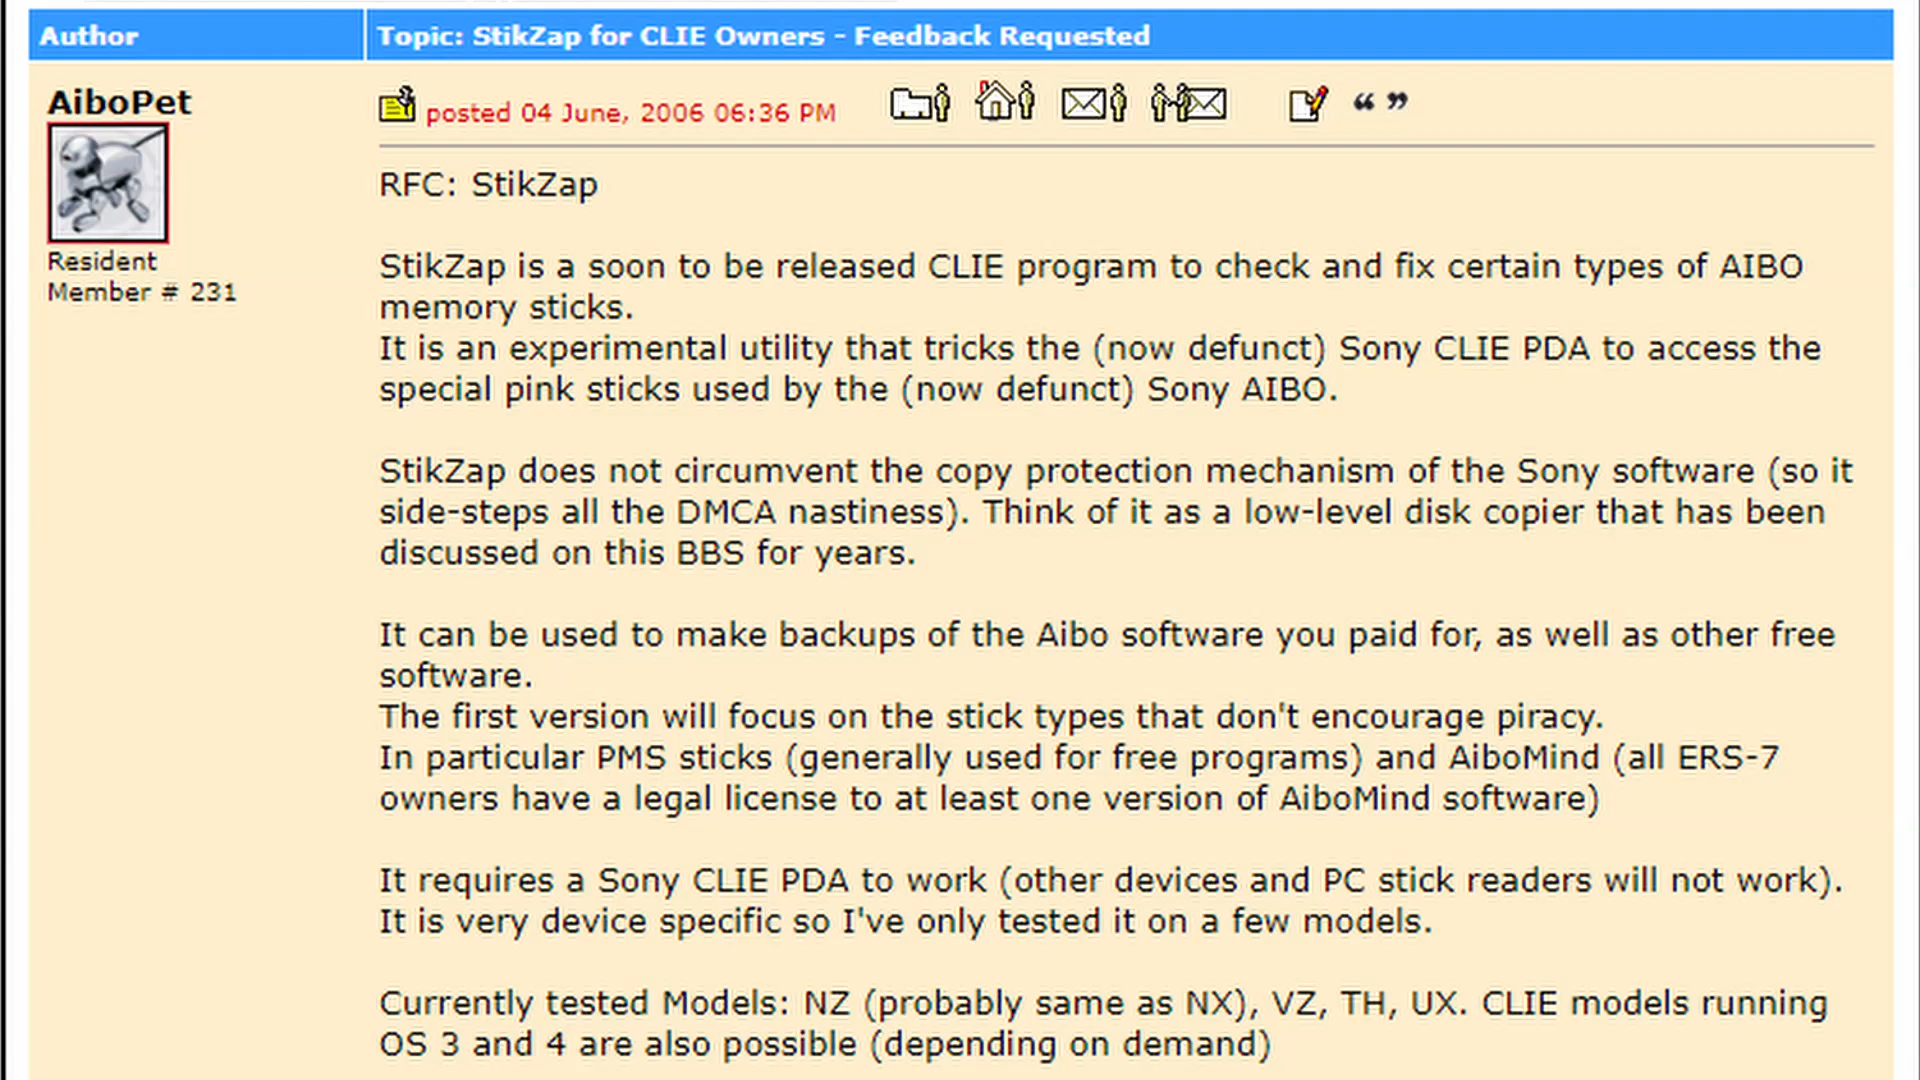 Author
Topic: StikZap for CLIE Owners - Feedback Requested
AiboPet
posted 04 June, 2006 06:36 PM
“ ”
Resident
Member # 231
RFC: StikZap
StikZap is a soon to be released CLIE program to check and fix certain types of AIBO
memory sticks.
It is an experimental utility that tricks the (now defunct) Sony CLIE PDA to access the
special pink sticks used by the (now defunct) Sony AIBO.
StikZap does not circumvent the copy protection mechanism of the Sony software (so it
side-steps all the DMCA nastiness). Think of it as a low-level disk copier that has been
discussed on this BBS for years.
It can be used to make backups of the Aibo software you paid for, as well as other free
software.
The first version will focus on the stick types that don't encourage piracy.
In particular PMS sticks (generally used for free programs) and AiboMind (all ERS-7
owners have a legal license to at least one version of AiboMind software)
It requires a Sony CLIE PDA to work (other devices and PC stick readers will not work).
It is very device specific so I've only tested it on a few models.
Currently tested Models: NZ (probably same as NX), VZ, TH, UX. CLIE models running
OS 3 and 4 are also possible (depending on demand)